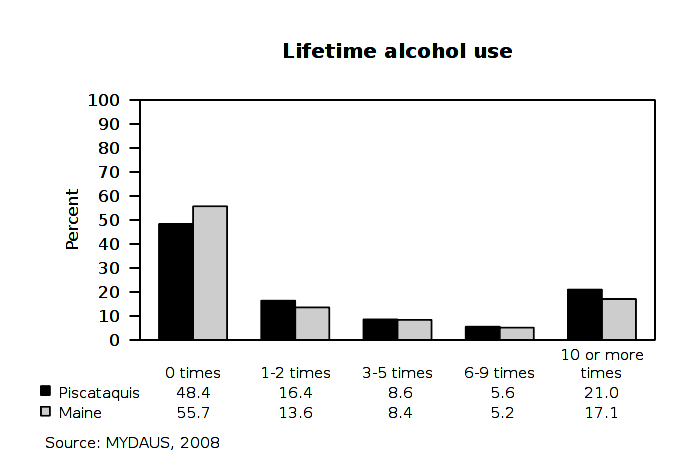 Lifetime alcohol use
100
90
80
70
60
50
40
30
20
10
0
Percent
0 times 1-2 times 3-5 times 6-9 times 10 or more times
Piscataquis 48.4 16.4 8.6 5.6 21.0
Maine 55.7 13.6 8.4 5.2 17.1
Source: MYDAUS, 2008